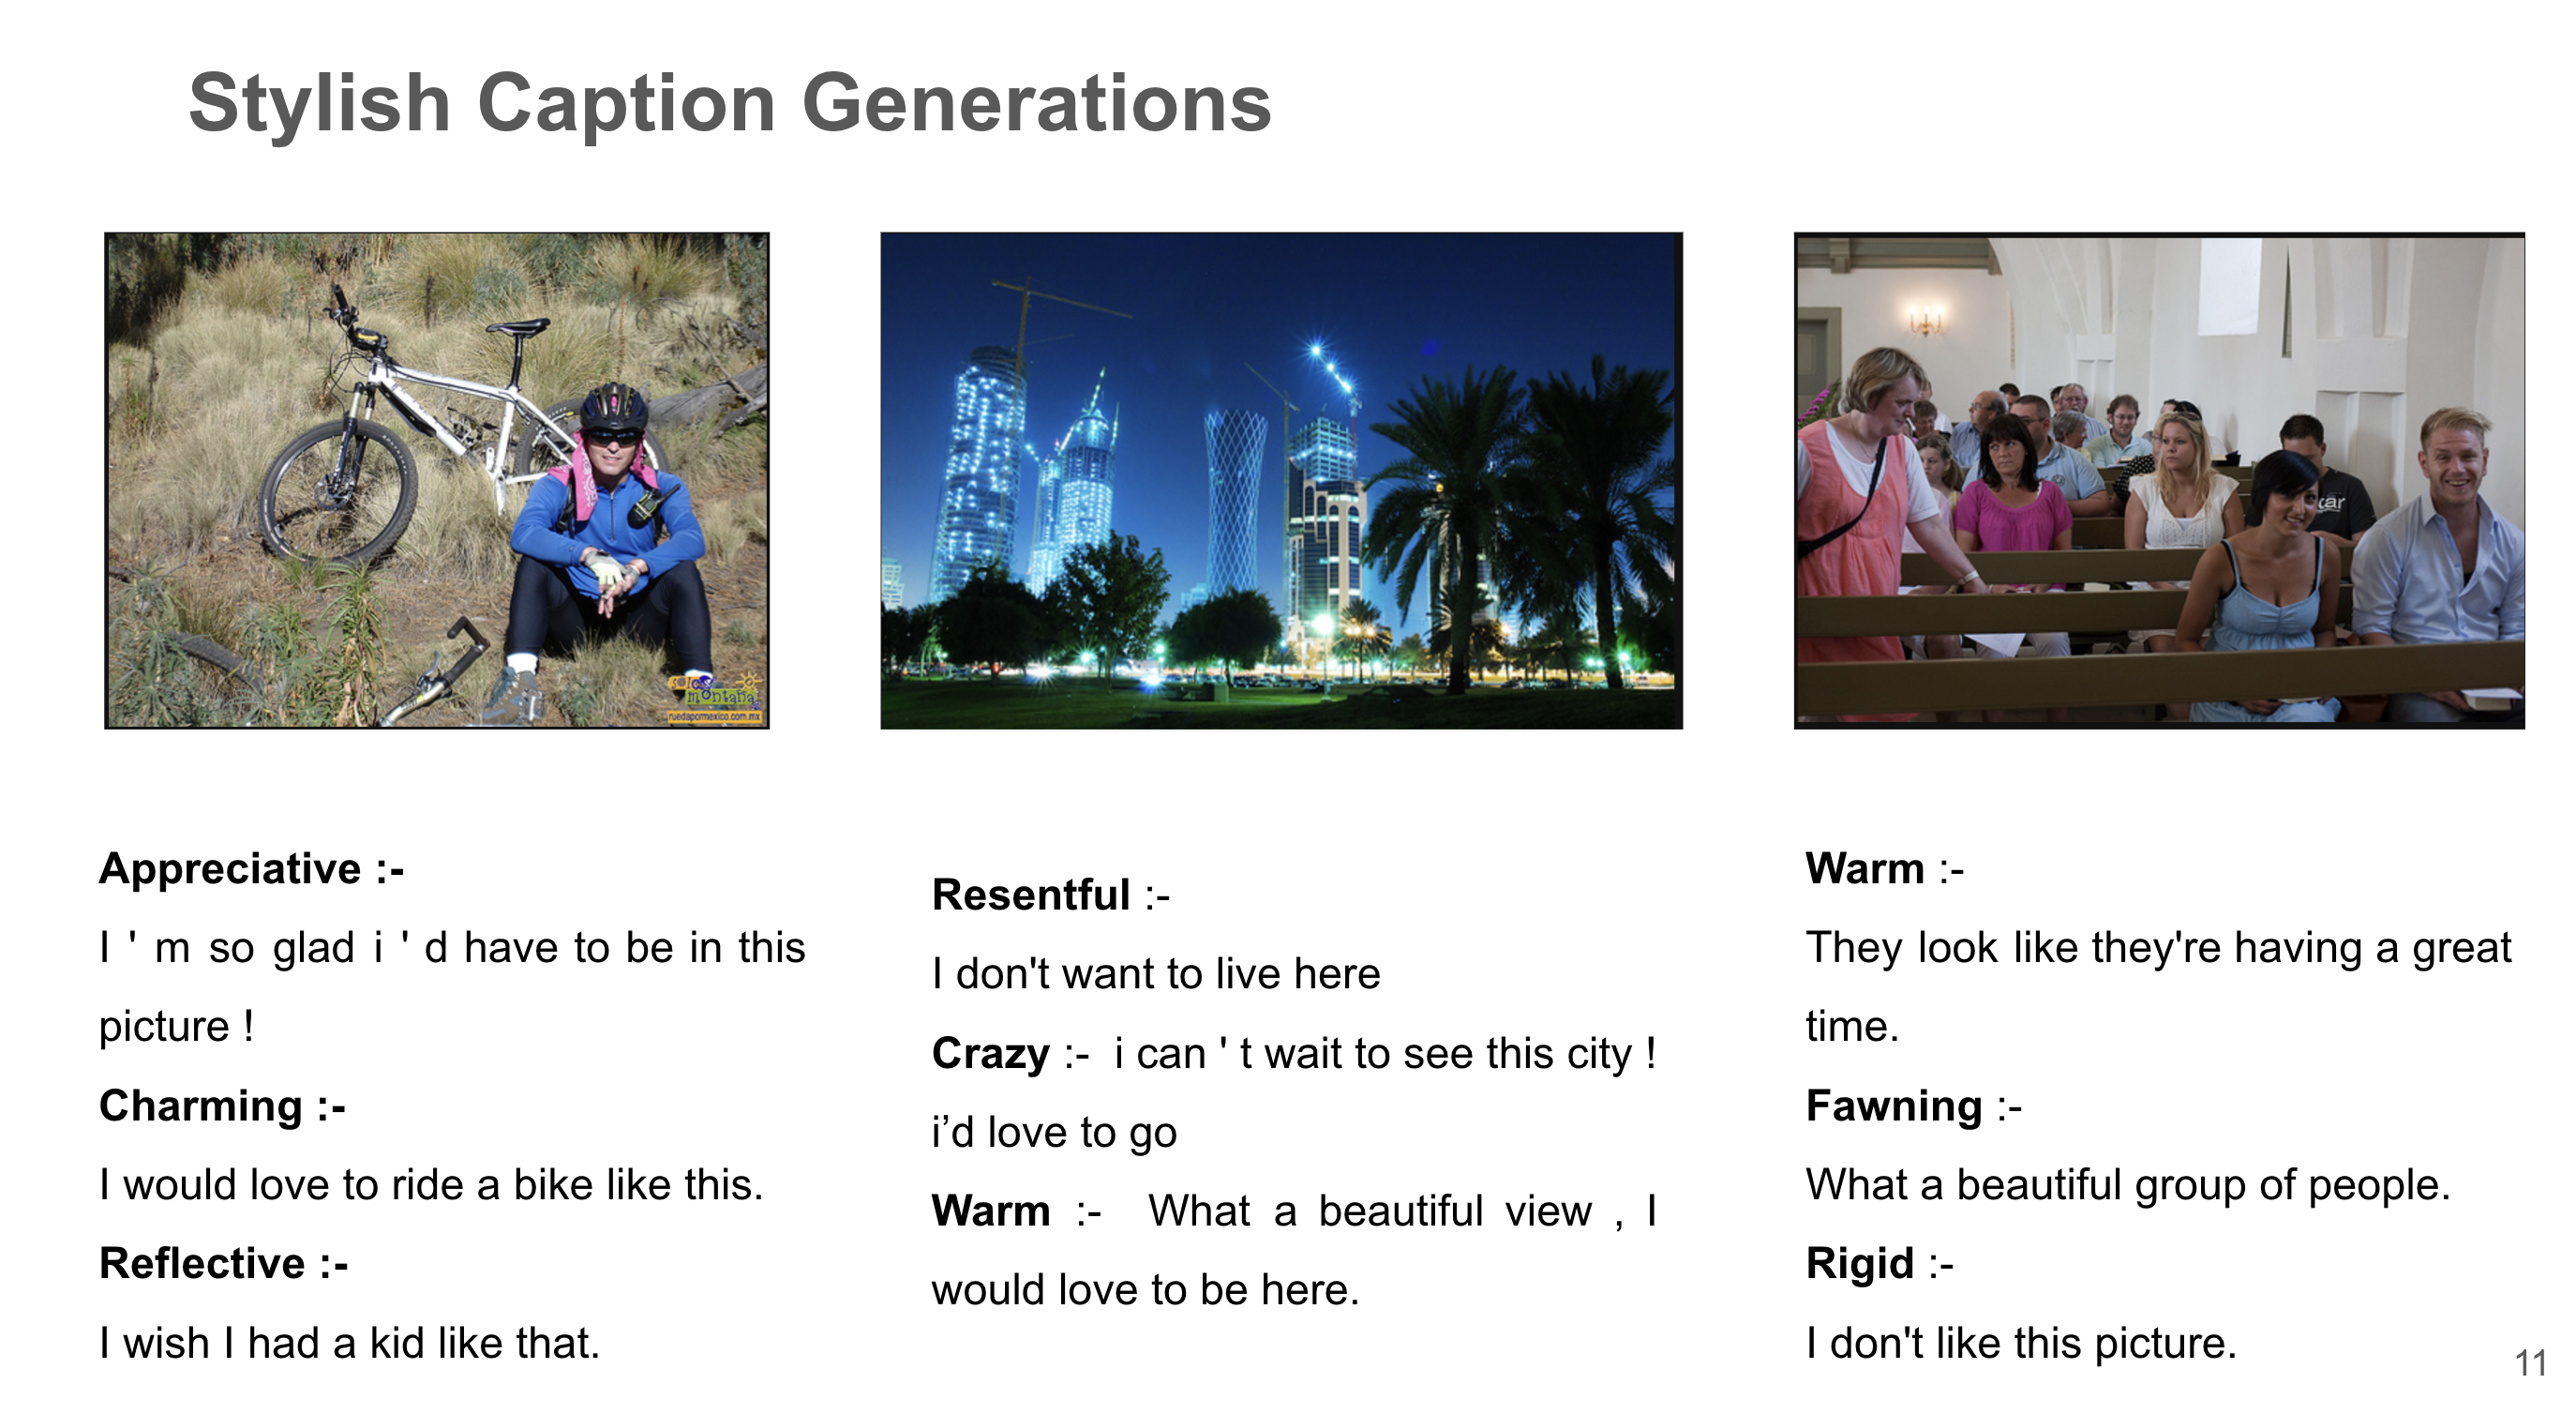 Stylish Caption Generations
solo
montaña
ruedapormexico.com.mx
tar
Appreciative :-
I ' m so glad i ' d have to be in this
picture !
Charming :-
I would love to ride a bike like this.
Reflective :-
I wish I had a kid like that.
Resentful :-
I don't want to live here
Crazy :- i can ' t wait to see this city !
i’d love to go
Warm :- What a beautiful view , I
would love to be here.
Warm :-
They look like they're having a great
time.
Fawning :-
What a beautiful group of people.
Rigid :-
I don't like this picture.
11